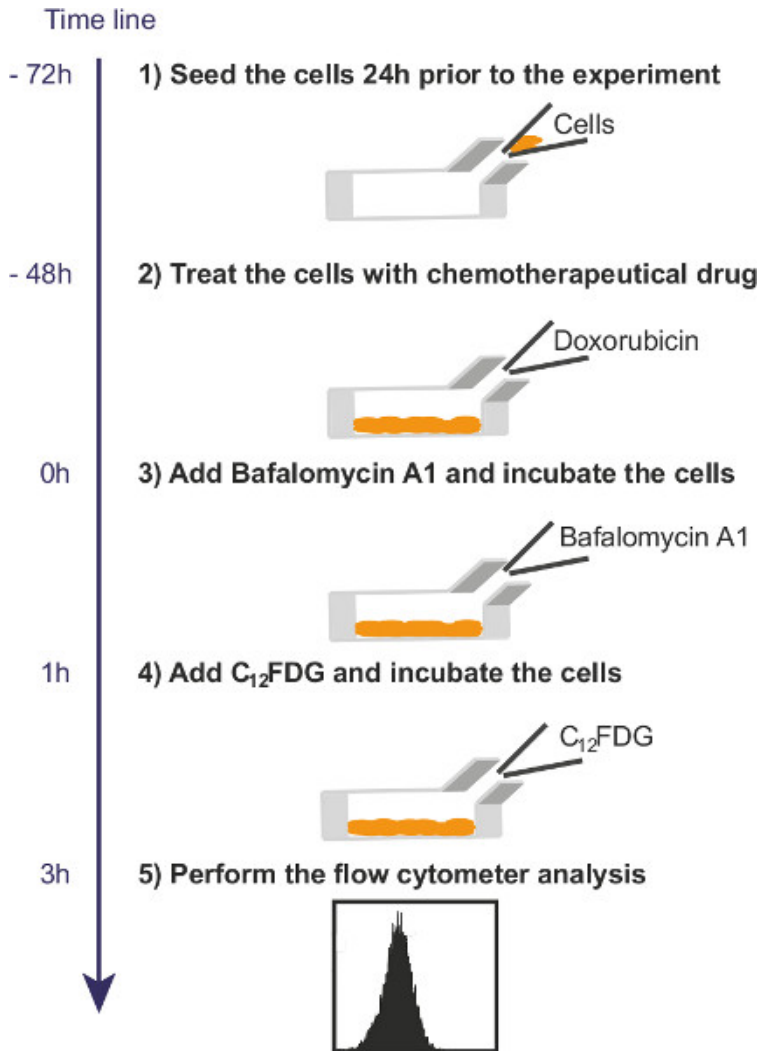 Time line
- 72h
1) Seed the cells 24h prior to the experiment
Cells
- 48h
2) Treat the cells with chemotherapeutical drug
Doxorubicin
0h
3) Add Bafalomycin A1 and incubate the cells
Bafalomycin A1
1h
4) Add C₁₂FDG and incubate the cells
C₁₂FDG
3h
5) Perform the flow cytometer analysis